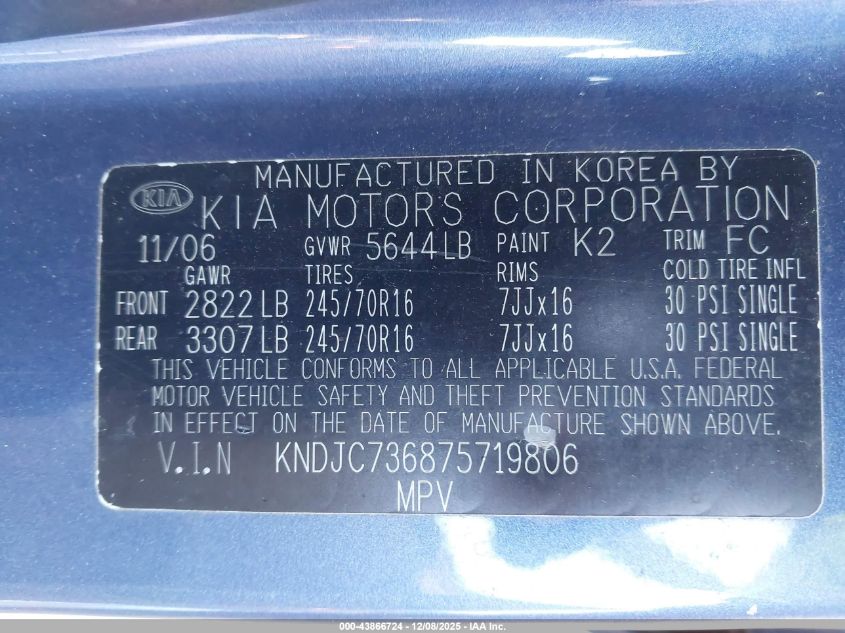 MANUFACTURED IN KOREA BY
KIA KIA MOTORS CORPORATION
11/06 GVWR 5644LB PAINT K2 TRIM FC
GAWR TIRES RIMS COLD TIRE INFL
FRONT 2822LB 245/70R16 7JJx16 30 PSI SINGLE
REAR 3307LB 245/70R16 7JJx16 30 PSI SINGLE
THIS VEHICLE CONFORMS TO ALL APPLICABLE U.S.A. FEDERAL
MOTOR VEHICLE SAFETY AND THEFT PREVENTION STANDARDS
IN EFFECT ON THE DATE OF MANUFACTURE SHOWN ABOVE.
V.I.N KNDJC736875719806
MPV
000-43866724 - 12/08/2025 - IAA Inc.